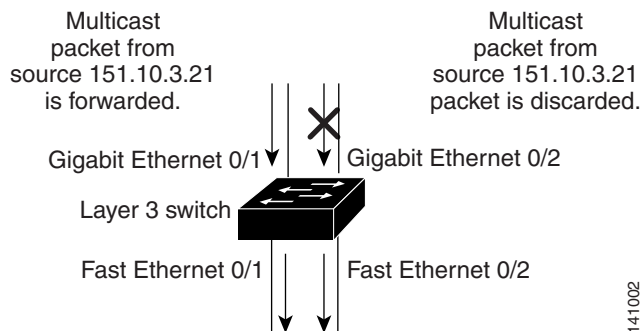 Multicast
packet from
source 151.10.3.21
is forwarded.
Multicast
packet from
source 151.10.3.21
packet is discarded.
Gigabit Ethernet 0/1
Gigabit Ethernet 0/2
Layer 3 switch
Fast Ethernet 0/1
Fast Ethernet 0/2
141002